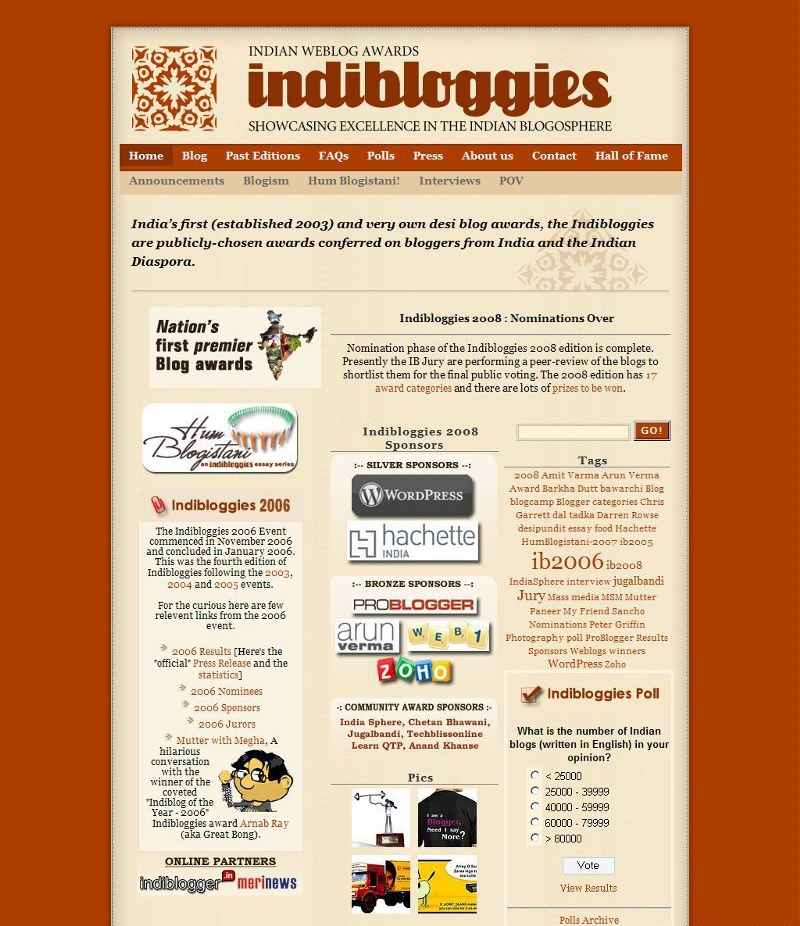 INDIAN WEBLOG AWARDS
indibloggies
SHOWCASING EXCELLENCE IN THE INDIAN BLOGOSPHERE
Home Blog Past Editions FAQs Polls Press About us Contact Hall of Fame
Announcements Blogism Hum Blogistani! Interviews POV
India's first (established 2003) and very own desi blog awards, the Indibloggies
are publicly-chosen awards conferred on bloggers from India and the Indian
Diaspora.
Nation's
first premier
Blog awards
Hum
Blogistani
an indibloggies essay series
Indibloggies 2006
The Indibloggies 2006 Event
commenced in November 2006
and concluded in January 2006.
This was the fourth edition of
Indibloggies following the 2003,
2004 and 2005 events.
For the curious here are few
relevent links from the 2006
event.
2006 Results [Here's the
"official" Press Release and the
statistics]
2006 Nominees
2006 Sponsors
2006 Jurors
Mutter with Megha, A
hilarious
conversation
with the
winner of the
coveted
"Indiblog of the
Year - 2006"
Indibloggies award Arnab Ray
(aka Great Bong).
ONLINE PARTNERS
indiblogger.in merinews
Indibloggies 2008 : Nominations Over
Nomination phase of the Indibloggies 2008 edition is complete.
Presently the IB Jury are performing a peer-review of the blogs to
shortlist them for the final public voting. The 2008 edition has 17
award categories and there are lots of prizes to be won.
Indibloggies 2008
Sponsors
:-- SILVER SPONSORS --:
WORDPRESS
hachette
INDIA
:-- BRONZE SPONSORS --:
PROBLOGGER
arun
verma
WEB1
ZOHO
-: COMMUNITY AWARD SPONSORS :-
India Sphere, Chetan Bhawani,
Jugalbandi, Techblissonline
Learn QTP, Anand Khanse
Pics
I am a
Blogger.
Need I say
More?
GO!
Tags
2008 Amit Varma Arun Verma
Award Barkha Dutt bawarchi Blog
blogcamp Blogger categories Chris
Garrett dal tadka Darren Rowse
desipundit essay food Hachette
HumBlogistani-2007 ib2005
ib2006 ib2008
IndiaSphere interview jugalbandi
Jury Mass media MSM Mutter
Paneer My Friend Sancho
Nominations Peter Griffin
Photography poll ProBlogger Results
Sponsors Weblogs winners
WordPress Zoho
Indibloggies Poll
What is the number of Indian
blogs (written in English) in your
opinion?
< 25000
25000 - 39999
40000 - 59999
60000 - 79999
> 80000
Vote
View Results
Polls Archive